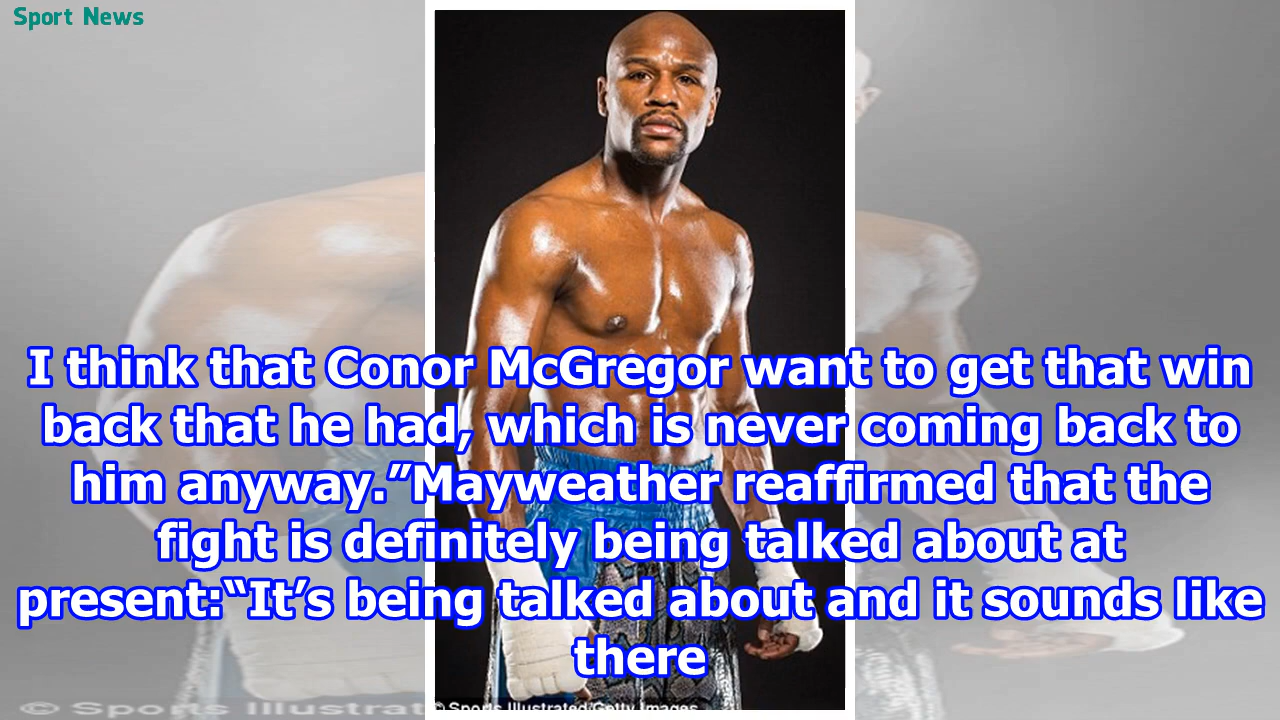 Sport News
I think that Conor McGregor want to get that win
back that he had, which is never coming back to
him anyway.”Mayweather reaffirmed that the
fight is definitely being talked about at
present:“It’s being talked about and it sounds like
there
© Sports Illustrated/Getty Images
© Sports Illustrat